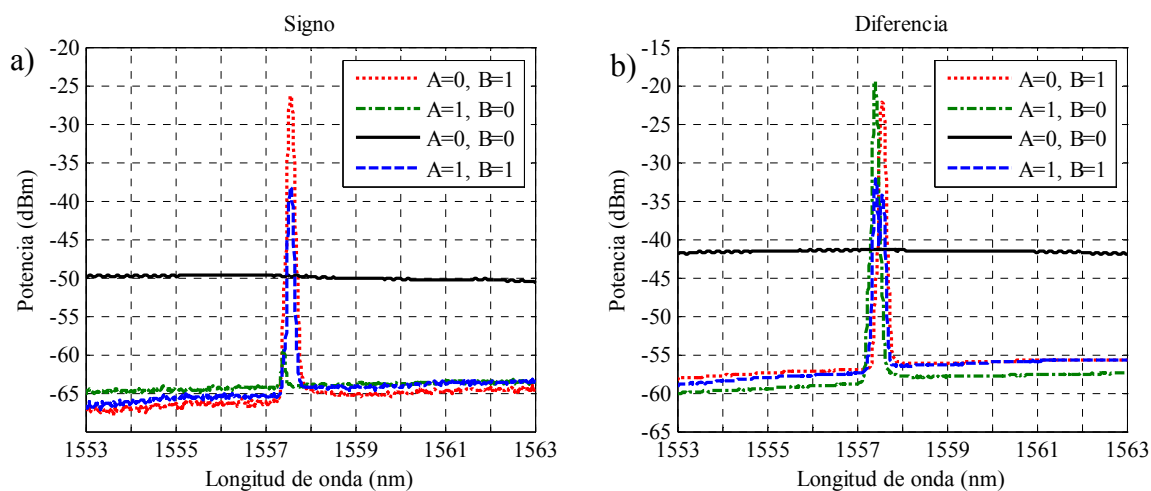 a)
Signo
Potencia (dBm)
-20
-25
-30
-35
-40
-45
-50
-55
-60
-65
A=0, B=1
A=1, B=0
A=0, B=0
A=1, B=1
1553 1555 1557 1559 1561 1563
Longitud de onda (nm)
b)
Diferencia
Potencia (dBm)
-15
-20
-25
-30
-35
-41
-45
-50
-55
-65
A=0, B=1
A=1, B=0
A=0, B=0
A=1, B=1
1553 1555 1557 1559 1561 1563
Longitud de onda (nm)